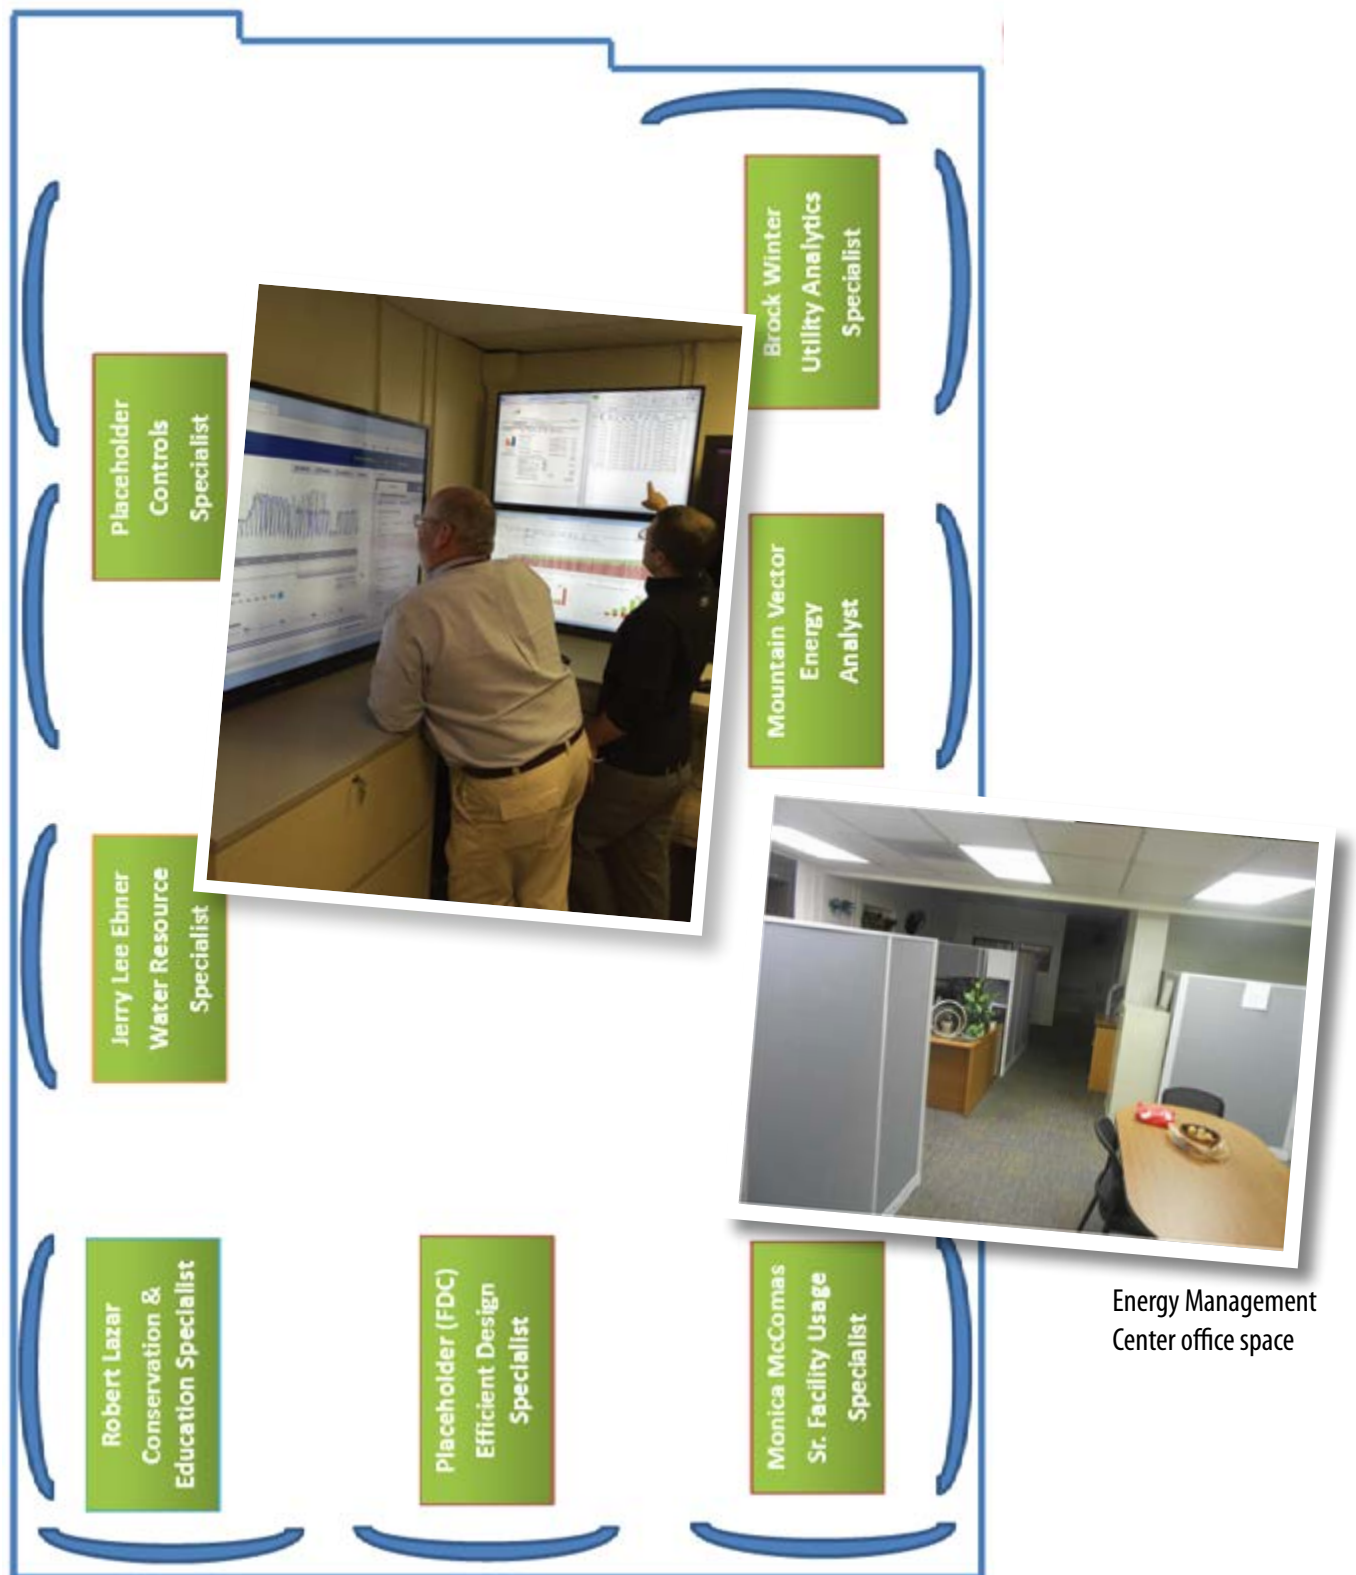 Brock Winter
Utility Analytics
Specialist
Placeholder
Controls
Specialist
Mountain Vector
Energy
Analyst
Jerry Lee Ebner
Water Resource
Specialist
Robert Lazar
Conservation &
Education Specialist
Placeholder (FDC)
Efficient Design
Specialist
Monica McComas
Sr. Facility Usage
Specialist
Energy Management
Center office space